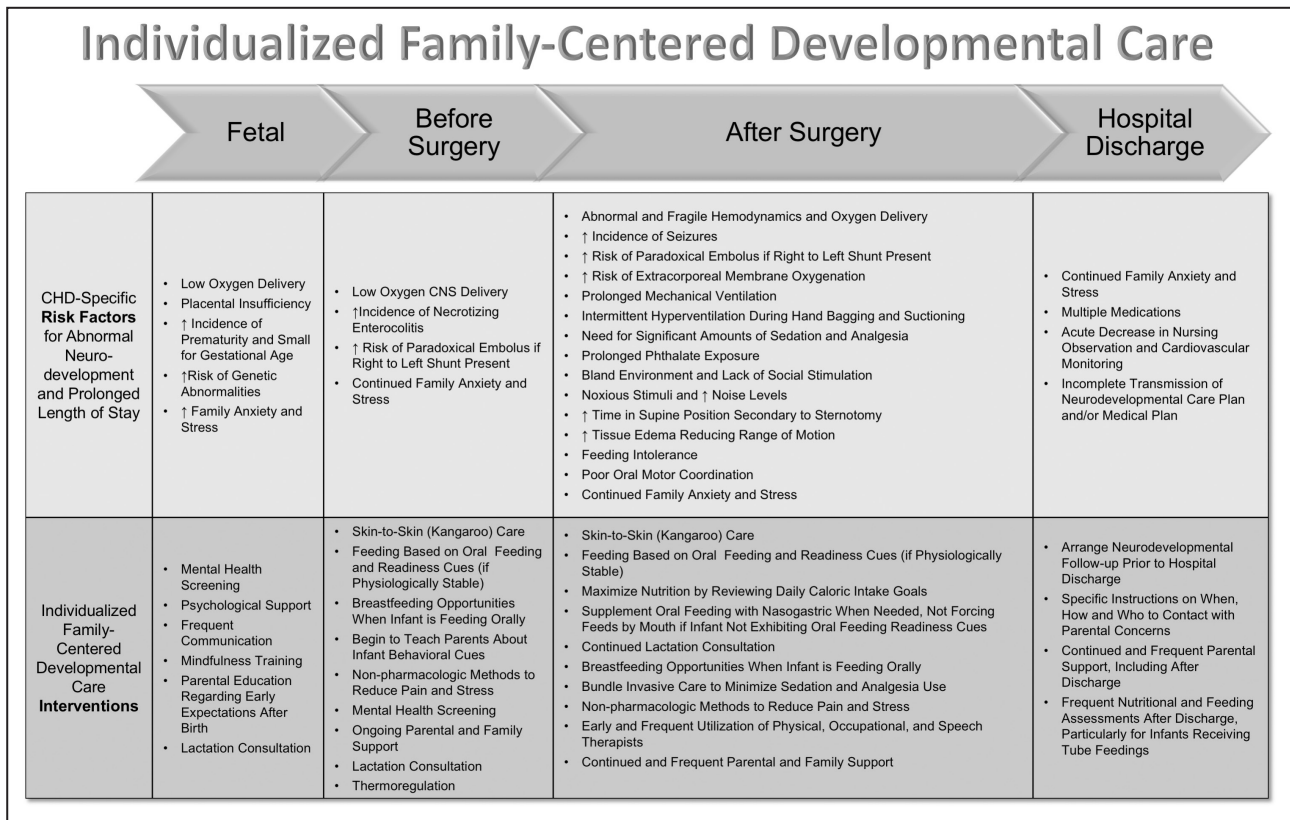 Individualized Family-Centered Developmental Care
Fetal
Before
Surgery
After Surgery
Hospital
Discharge
CHD-Specific
Risk Factors
for Abnormal
Neuro-
development
and Prolonged
Length of Stay
• Low Oxygen Delivery
• Placental Insufficiency
• ↑ Incidence of
Prematurity and Small
for Gestational Age
• ↑Risk of Genetic
Abnormalities
• ↑ Family Anxiety and
Stress
• Low Oxygen CNS Delivery
• ↑Incidence of Necrotizing
Enterocolitis
• ↑ Risk of Paradoxical Embolus if
Right to Left Shunt Present
• Continued Family Anxiety and
Stress
• Abnormal and Fragile Hemodynamics and Oxygen Delivery
• ↑ Incidence of Seizures
• ↑ Risk of Paradoxical Embolus if Right to Left Shunt Present
• ↑ Risk of Extracorporeal Membrane Oxygenation
• Prolonged Mechanical Ventilation
• Intermittent Hyperventilation During Hand Bagging and Suctioning
• Need for Significant Amounts of Sedation and Analgesia
• Prolonged Phthalate Exposure
• Bland Environment and Lack of Social Stimulation
• Noxious Stimuli and ↑ Noise Levels
• ↑ Time in Supine Position Secondary to Sternotomy
• ↑ Tissue Edema Reducing Range of Motion
• Feeding Intolerance
• Poor Oral Motor Coordination
• Continued Family Anxiety and Stress
• Continued Family Anxiety and
Stress
• Multiple Medications
• Acute Decrease in Nursing
Observation and Cardiovascular
Monitoring
• Incomplete Transmission of
Neurodevelopmental Care Plan
and/or Medical Plan
Individualized
Family-
Centered
Developmental
Care
Interventions
• Mental Health
Screening
• Psychological Support
• Frequent
Communication
• Mindfulness Training
• Parental Education
Regarding Early
Expectations After
Birth
• Lactation Consultation
• Skin-to-Skin (Kangaroo) Care
• Feeding Based on Oral Feeding
and Readiness Cues (if
Physiologically Stable)
• Breastfeeding Opportunities
When Infant is Feeding Orally
• Begin to Teach Parents About
Infant Behavioral Cues
• Non-pharmacologic Methods to
Reduce Pain and Stress
• Mental Health Screening
• Ongoing Parental and Family
Support
• Lactation Consultation
• Thermoregulation
• Skin-to-Skin (Kangaroo) Care
• Feeding Based on Oral Feeding and Readiness Cues (if Physiologically
Stable)
• Maximize Nutrition by Reviewing Daily Caloric Intake Goals
• Supplement Oral Feeding with Nasogastric When Needed, Not Forcing
Feeds by Mouth if Infant Not Exhibiting Oral Feeding Readiness Cues
• Continued Lactation Consultation
• Breastfeeding Opportunities When Infant is Feeding Orally
• Bundle Invasive Care to Minimize Sedation and Analgesia Use
• Non-pharmacologic Methods to Reduce Pain and Stress
• Early and Frequent Utilization of Physical, Occupational, and Speech
Therapists
• Continued and Frequent Parental and Family Support
• Arrange Neurodevelopmental
Follow-up Prior to Hospital
Discharge
• Specific Instructions on When,
How and Who to Contact with
Parental Concerns
• Continued and Frequent Parental
Support, Including After
Discharge
• Frequent Nutritional and Feeding
Assessments After Discharge,
Particularly for Infants Receiving
Tube Feedings